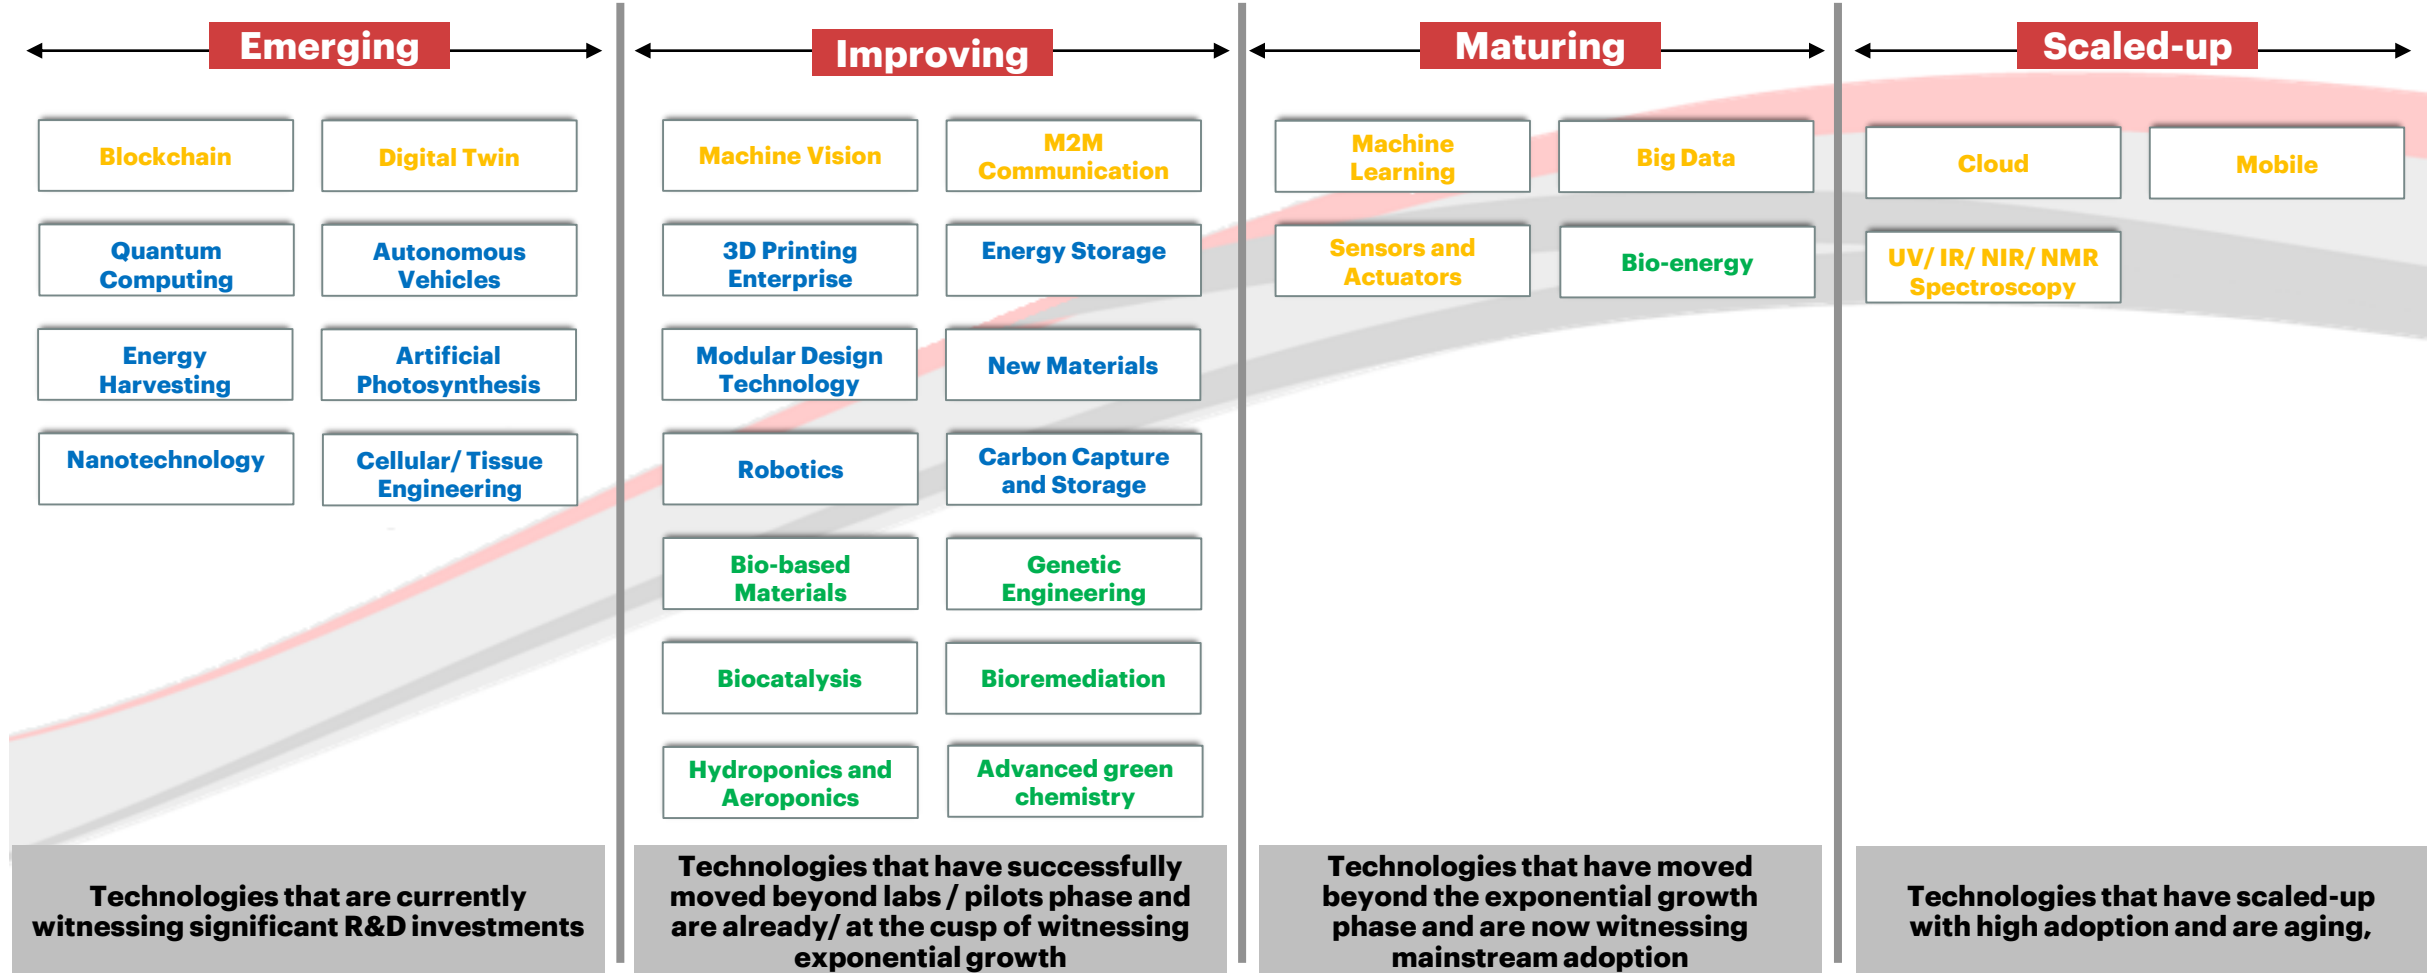 Emerging
Blockchain
Digital Twin
Quantum
Computing
Autonomous
Vehicles
Energy
Harvesting
Artificial
Photosynthesis
Nanotechnology
Cellular/ Tissue
Engineering
Technologies that are currently
witnessing significant R&D investments
Improving
Machine Vision
M2M
Communication
3D Printing
Enterprise
Energy Storage
Modular Design
Technology
New Materials
Robotics
Carbon Capture
and Storage
Bio-based
Materials
Genetic
Engineering
Biocatalysis
Bioremediation
Hydroponics and
Aeroponics
Advanced green
chemistry
Technologies that have successfully
moved beyond labs / pilots phase and
are already/ at the cusp of witnessing
exponential growth
Maturing
Machine
Learning
Big Data
Sensors and
Actuators
Bio-energy
Technologies that have moved
beyond the exponential growth
phase and are now witnessing
mainstream adoption
Scaled-up
Cloud
Mobile
UV/ IR/ NIR/ NMR
Spectroscopy
Technologies that have scaled-up
with high adoption and are aging,